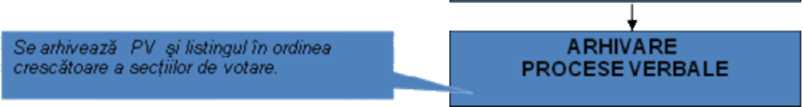 Se arhivează PV şi listingul în ordinea
crescătoare a secţiilor de votare.
ARHIVARE
PROCESE VERBALE